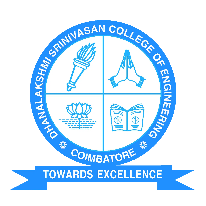 DHANALAKSHMI SRINIVASAN COLLEGE OF ENGINEERING
COIMBATORE
TOWARDS EXCELLENCE